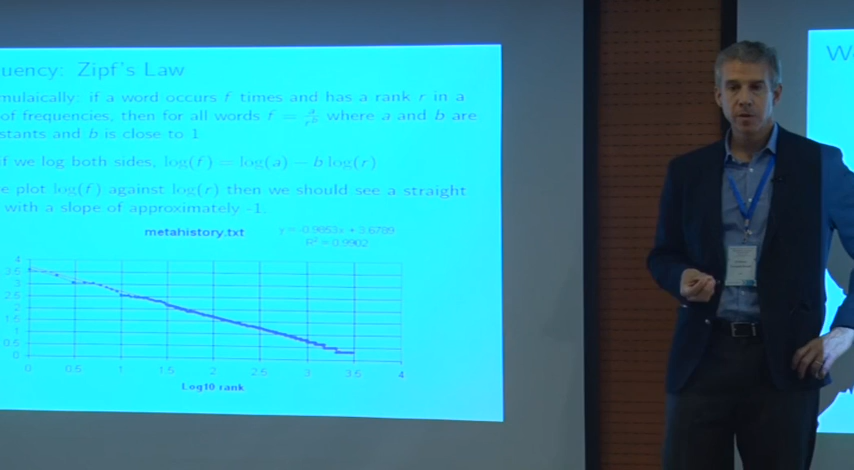 uency: Zipf's Law
mulaically: if a word occurs f times and has a rank r in a
of frequencies, then for all words f = a/r^b where a and b are
stants and b is close to 1
if we log both sides, log(f) = log(a) − b log(r)
e plot log(f) against log(r) then we should see a straight
with a slope of approximately -1.
metahistory.txt
y = -0.9853x + 3.6789
R² = 0.9902
4
3.5
3
2.5
2
1.5
1
0.5
0
0 0.5 1 1.5 2 2.5 3 3.5 4
Log10 rank
W